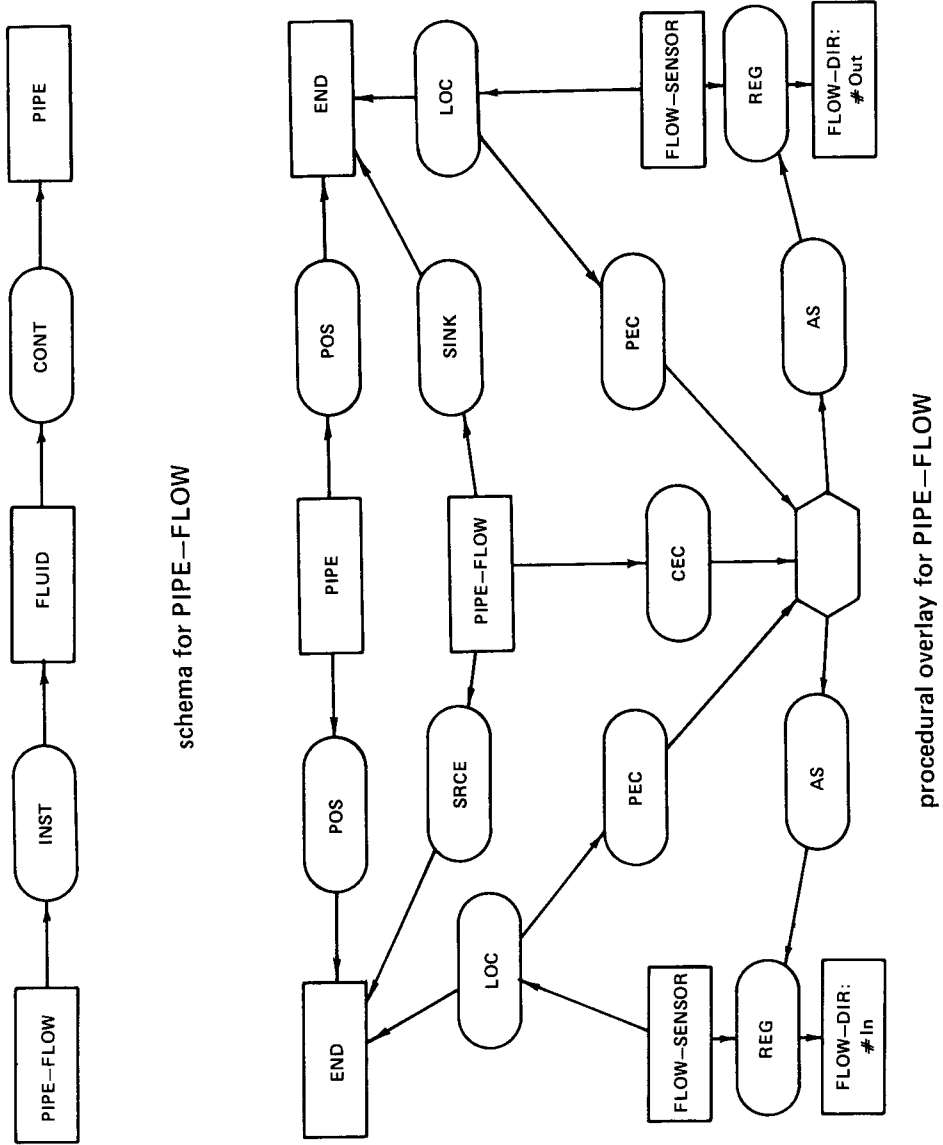 PIPE–FLOW
INST
FLUID
CONT
PIPE
schema for PIPE–FLOW
END
POS
PIPE
POS
END
LOC
SRCE
PIPE–FLOW
SINK
LOC
PEC
CEC
PEC
FLOW–SENSOR
FLOW–SENSOR
REG
AS
AS
REG
FLOW–DIR:
#In
FLOW–DIR:
#Out
procedural overlay for PIPE–FLOW